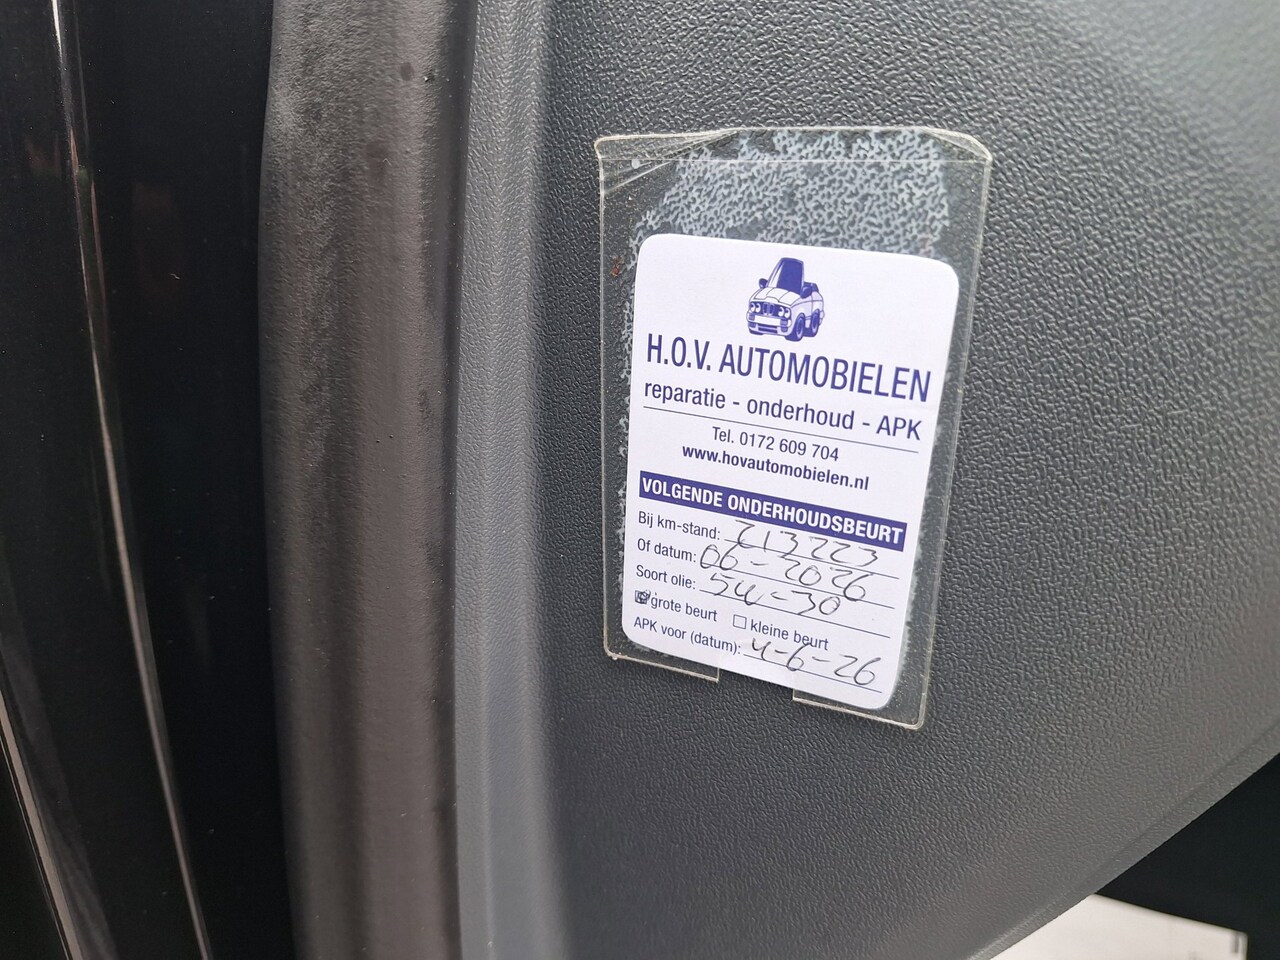 H.O.V. AUTOMOBIELEN
reparatie - onderhoud - APK
Tel. 0172 609 704
www.hovautomobielen.nl
VOLGENDE ONDERHOUDSBEURT
Bij km-stand: 213223
Of datum: 06-2026
Soort olie: 5W-30
grote beurt kleine beurt
APK voor (datum): 4-6-26